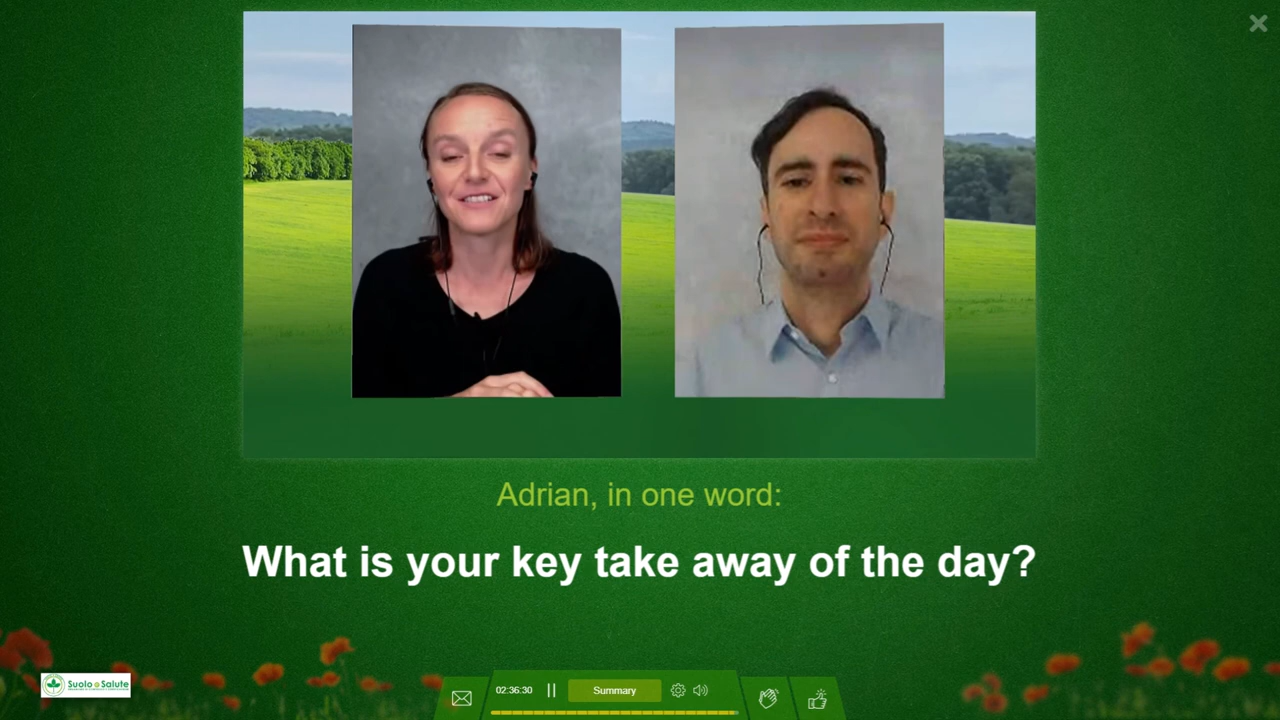 Adrian, in one word:
What is your key take away of the day?
Suolo e Salute
02:36:30
Summary